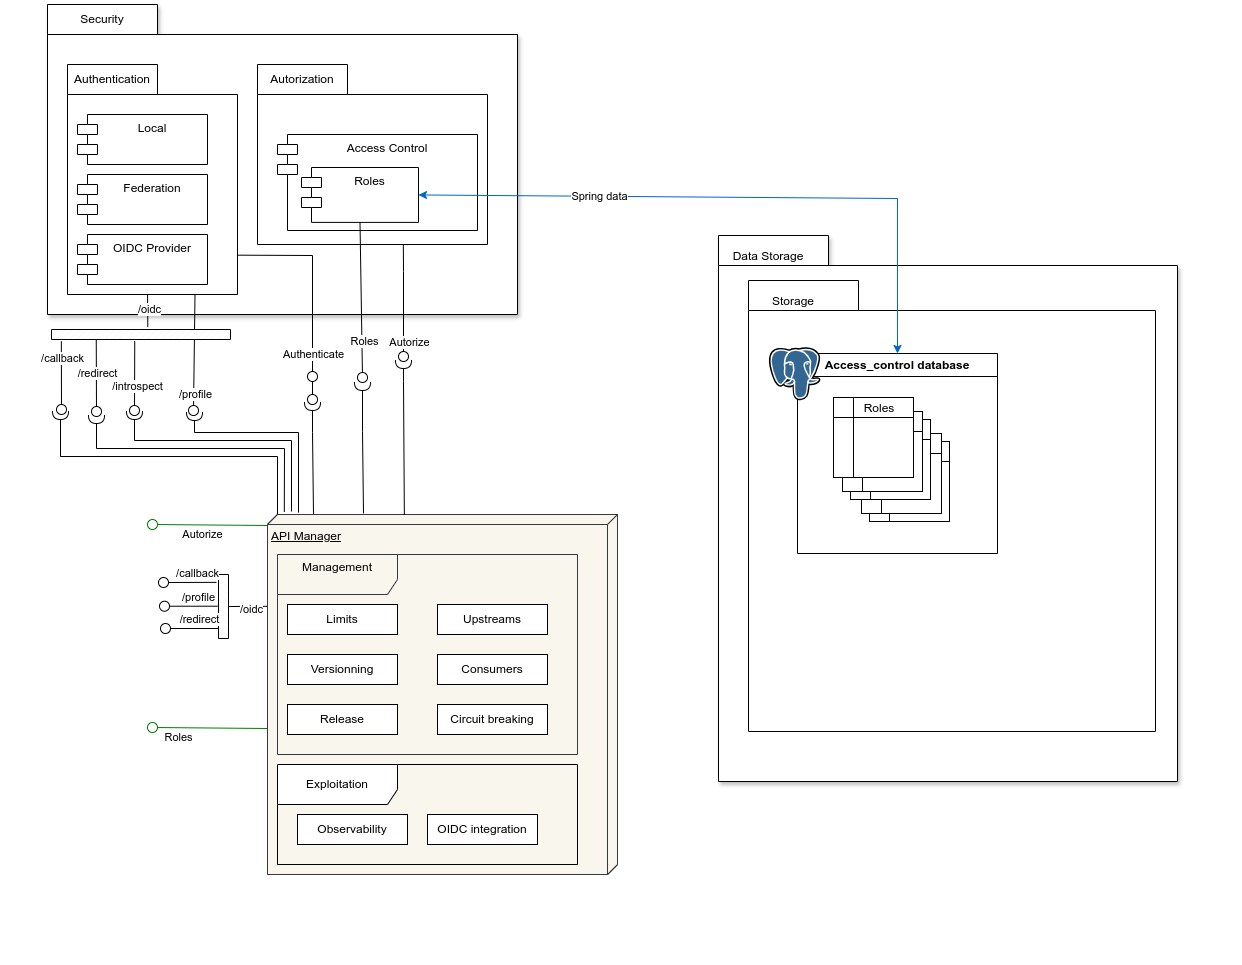 Security
Authentication
Autorization
Local
Access Control
Roles
Federation
Spring data
OIDC Provider
Data Storage
Storage
/oidc
/callback
/redirect
/introspect
/profile
Authenticate
Roles
Autorize
Access_control database
Roles
Autorize
API Manager
/callback
/profile
/redirect
/oidc
Management
Limits
Upstreams
Versionning
Consumers
Release
Circuit breaking
Roles
Exploitation
Observability
OIDC integration